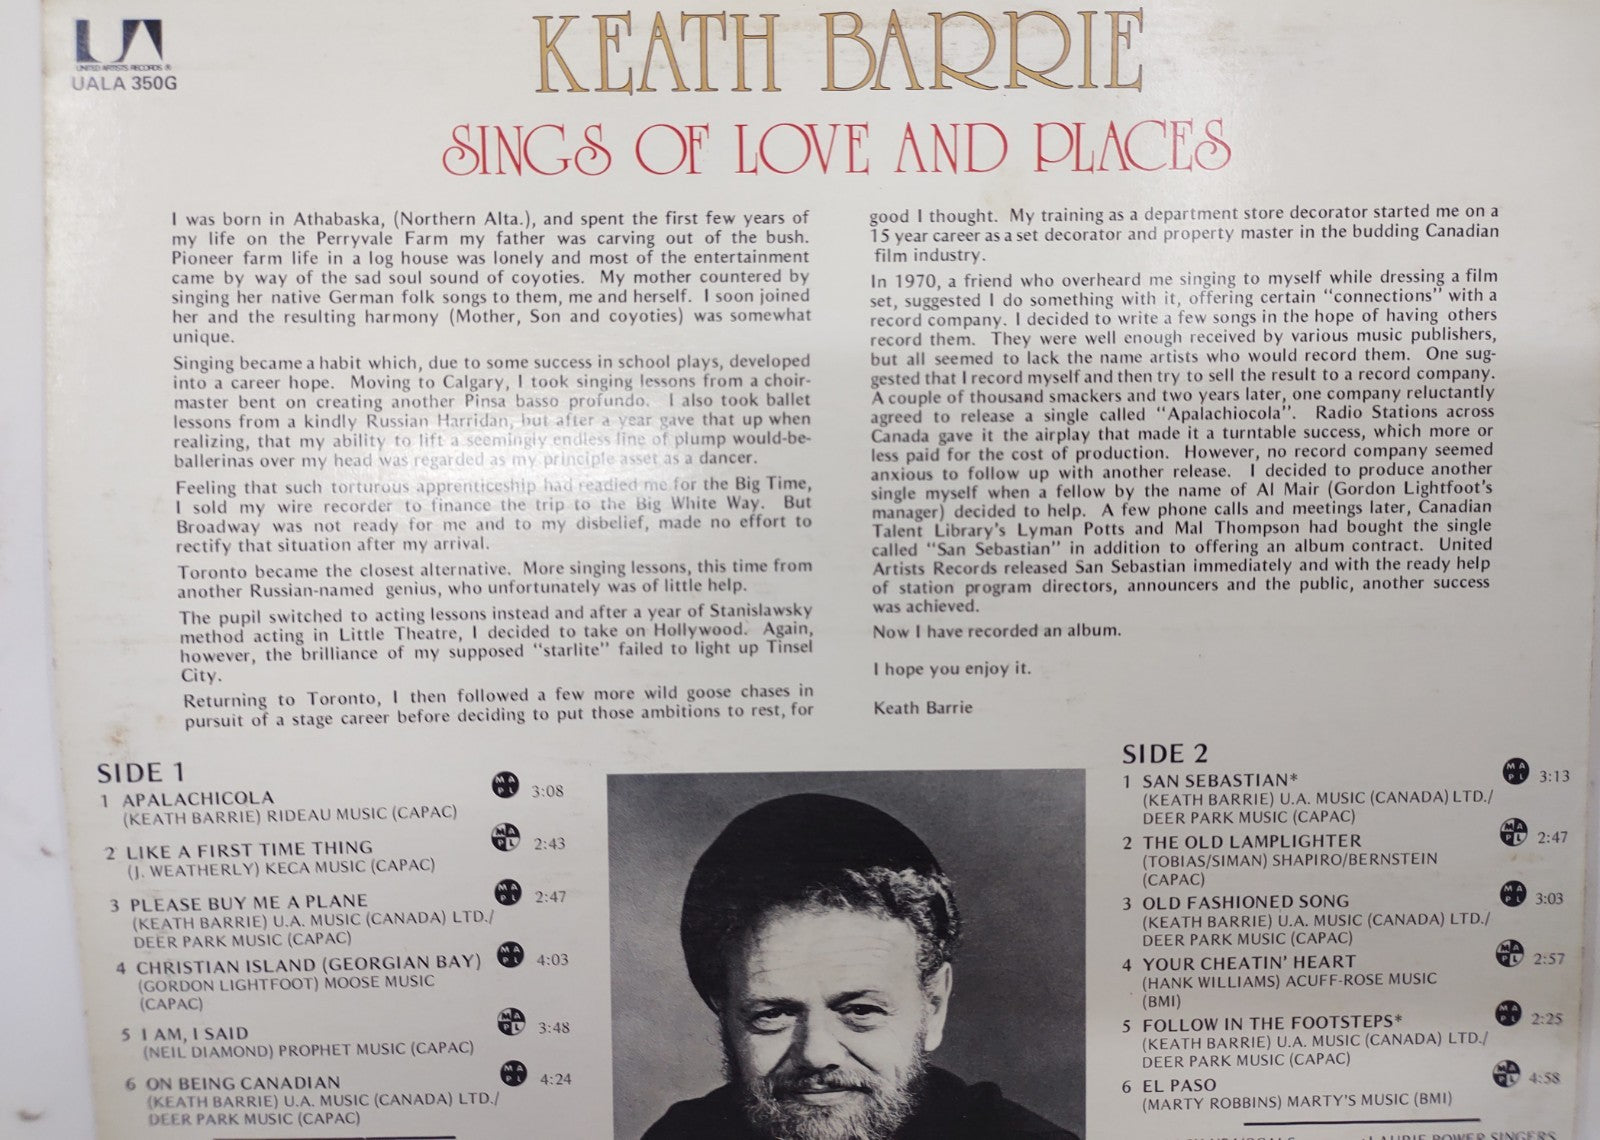 UA
UNITED ARTISTS RECORDS ®
UALA 350G
KEATH BARRIE
SINGS OF LOVE AND PLACES
I was born in Athabaska, (Northern Alta.), and spent the first few years of
my life on the Perryvale Farm my father was carving out of the bush.
Pioneer farm life in a log house was lonely and most of the entertainment
came by way of the sad soul sound of coyoties. My mother countered by
singing her native German folk songs to them, me and herself. I soon joined
her and the resulting harmony (Mother, Son and coyoties) was somewhat
unique.
Singing became a habit which, due to some success in school plays, developed
into a career hope. Moving to Calgary, I took singing lessons from a choir-
master bent on creating another Pinsa basso profundo. I also took ballet
lessons from a kindly Russian Harridan, but after a year gave that up when
realizing, that my ability to lift a seemingly endless line of plump would-be-
ballerinas over my head was regarded as my principle asset as a dancer.
Feeling that such torturous apprenticeship had readied me for the Big Time,
I sold my wire recorder to finance the trip to the Big White Way. But
Broadway was not ready for me and to my disbelief, made no effort to
rectify that situation after my arrival.
Toronto became the closest alternative. More singing lessons, this time from
another Russian-named genius, who unfortunately was of little help.
The pupil switched to acting lessons instead and after a year of Stanislawsky
method acting in Little Theatre, I decided to take on Hollywood. Again,
however, the brilliance of my supposed "starlite" failed to light up Tinsel
City.
Returning to Toronto, I then followed a few more wild goose chases in
pursuit of a stage career before deciding to put those ambitions to rest, for
good I thought. My training as a department store decorator started me on a
15 year career as a set decorator and property master in the budding Canadian
film industry.
In 1970, a friend who overheard me singing to myself while dressing a film
set, suggested I do something with it, offering certain "connections" with a
record company. I decided to write a few songs in the hope of having others
record them. They were well enough received by various music publishers,
but all seemed to lack the name artists who would record them. One sug-
gested that I record myself and then try to sell the result to a record company.
A couple of thousand smackers and two years later, one company reluctantly
agreed to release a single called "Apalachiocola". Radio Stations across
Canada gave it the airplay that made it a turntable success, which more or
less paid for the cost of production. However, no record company seemed
anxious to follow up with another release. I decided to produce another
single myself when a fellow by the name of Al Mair (Gordon Lightfoot's
manager) decided to help. A few phone calls and meetings later, Canadian
Talent Library's Lyman Potts and Mal Thompson had bought the single
called "San Sebastian" in addition to offering an album contract. United
Artists Records released San Sebastian immediately and with the ready help
of station program directors, announcers and the public, another success
was achieved.
Now I have recorded an album.
I hope you enjoy it.
Keath Barrie
SIDE 1
1 APALACHICOLA MAPL 3:08
(KEATH BARRIE) RIDEAU MUSIC (CAPAC)
2 LIKE A FIRST TIME THING MAPL 2:43
(J. WEATHERLY) KECA MUSIC (CAPAC)
3 PLEASE BUY ME A PLANE MAPL 2:47
(KEATH BARRIE) U.A. MUSIC (CANADA) LTD./
DEER PARK MUSIC (CAPAC)
4 CHRISTIAN ISLAND (GEORGIAN BAY) MAPL 4:03
(GORDON LIGHTFOOT) MOOSE MUSIC
(CAPAC)
5 I AM, I SAID MAPL 3:48
(NEIL DIAMOND) PROPHET MUSIC (CAPAC)
6 ON BEING CANADIAN MAPL 4:24
(KEATH BARRIE) U.A. MUSIC (CANADA) LTD./
DEER PARK MUSIC (CAPAC)
SIDE 2
1 SAN SEBASTIAN* MAPL 3:13
(KEATH BARRIE) U.A. MUSIC (CANADA) LTD./
DEER PARK MUSIC (CAPAC)
2 THE OLD LAMPLIGHTER MAPL 2:47
(TOBIAS/SIMAN) SHAPIRO/BERNSTEIN
(CAPAC)
3 OLD FASHIONED SONG MAPL 3:03
(KEATH BARRIE) U.A. MUSIC (CANADA) LTD./
DEER PARK MUSIC (CAPAC)
4 YOUR CHEATIN' HEART MAPL 2:57
(HANK WILLIAMS) ACUFF-ROSE MUSIC
(BMI)
5 FOLLOW IN THE FOOTSTEPS* MAPL 2:25
(KEATH BARRIE) U.A. MUSIC (CANADA) LTD./
DEER PARK MUSIC (CAPAC)
6 EL PASO MAPL 4:58
(MARTY ROBBINS) MARTY'S MUSIC (BMI)
LAURIE BOWER SINGERS